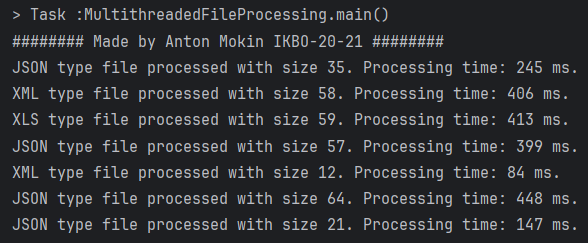 > Task :MultithreadedFileProcessing.main()
######## Made by Anton Mokin IKBO-20-21 ########
JSON type file processed with size 35. Processing time: 245 ms.
XML type file processed with size 58. Processing time: 406 ms.
XLS type file processed with size 59. Processing time: 413 ms.
JSON type file processed with size 57. Processing time: 399 ms.
XML type file processed with size 12. Processing time: 84 ms.
JSON type file processed with size 64. Processing time: 448 ms.
JSON type file processed with size 21. Processing time: 147 ms.